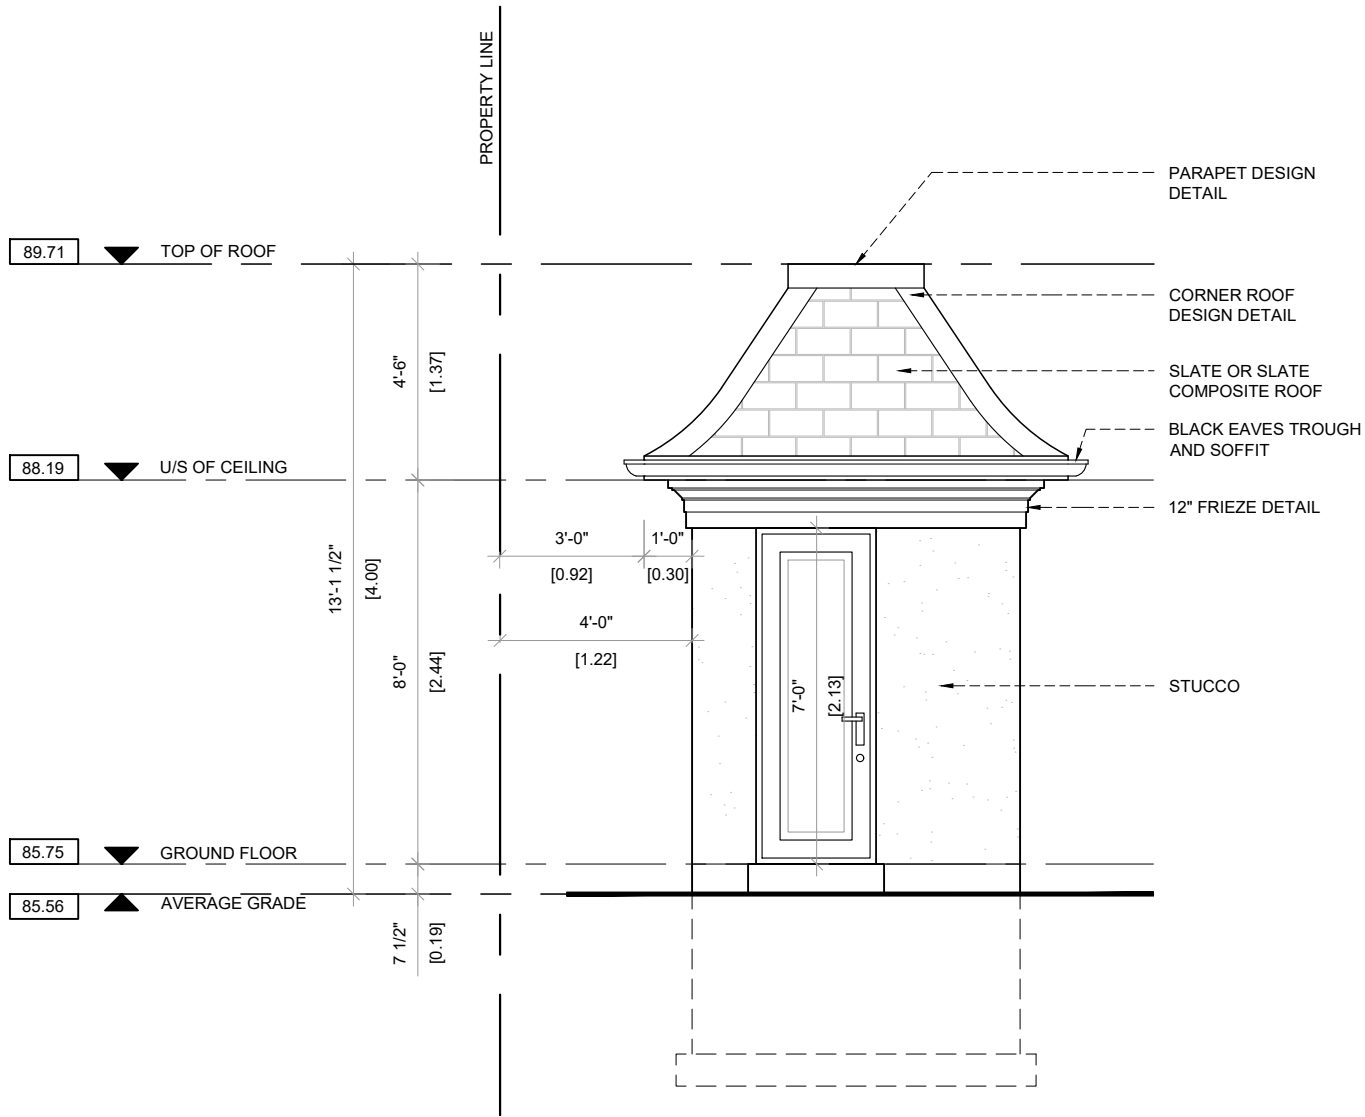 PROPERTY LINE
PARAPET DESIGN
DETAIL
89.71 TOP OF ROOF
CORNER ROOF
DESIGN DETAIL
4'-6"
[1.37]
SLATE OR SLATE
COMPOSITE ROOF
BLACK EAVES TROUGH
AND SOFFIT
88.19 U/S OF CEILING
12" FRIEZE DETAIL
3'-0" 1'-0"
[0.92] [0.30]
13'-1 1/2"
[4.00]
4'-0"
[1.22]
8'-0"
[2.44]
7'-0"
[2.13]
STUCCO
85.75 GROUND FLOOR
85.56 AVERAGE GRADE
7 1/2"
[0.19]